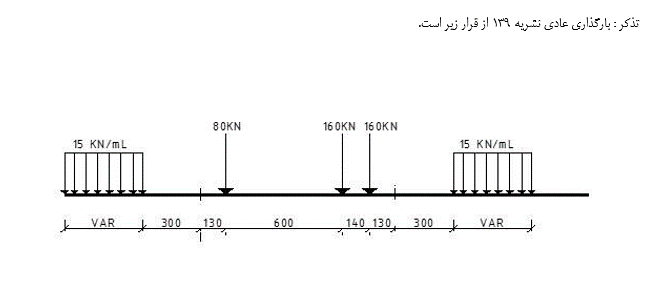 تذکر : بارگذاری عادی نشریه ۱۳۹ از قرار زیر است.
80KN 160KN 160KN
15 KN/mL 15 KN/mL
VAR 300 130 600 140 130 300 VAR